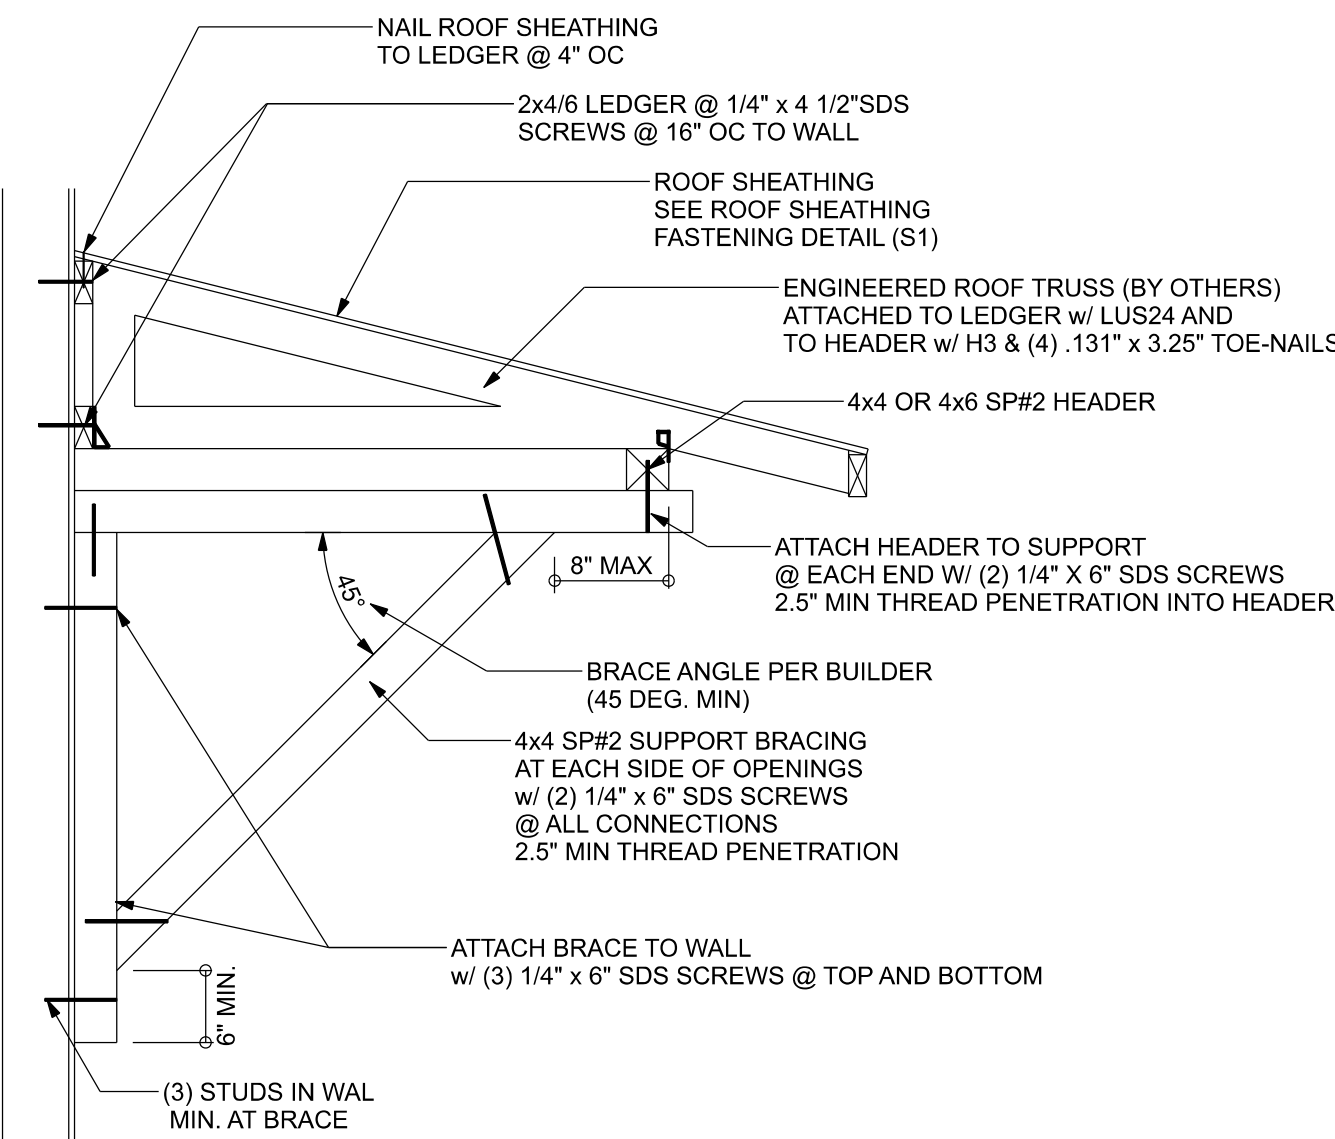 NAIL ROOF SHEATHING
TO LEDGER @ 4" OC
2x4/6 LEDGER @ 1/4" x 4 1/2"SDS
SCREWS @ 16" OC TO WALL
ROOF SHEATHING
SEE ROOF SHEATHING
FASTENING DETAIL (S1)
ENGINEERED ROOF TRUSS (BY OTHERS)
ATTACHED TO LEDGER w/ LUS24 AND
TO HEADER w/ H3 & (4) .131" x 3.25" TOE-NAILS
4x4 OR 4x6 SP#2 HEADER
ATTACH HEADER TO SUPPORT
@ EACH END W/ (2) 1/4" X 6" SDS SCREWS
2.5" MIN THREAD PENETRATION INTO HEADER
8" MAX
45°
BRACE ANGLE PER BUILDER
(45 DEG. MIN)
4x4 SP#2 SUPPORT BRACING
AT EACH SIDE OF OPENINGS
w/ (2) 1/4" x 6" SDS SCREWS
@ ALL CONNECTIONS
2.5" MIN THREAD PENETRATION
ATTACH BRACE TO WALL
w/ (3) 1/4" x 6" SDS SCREWS @ TOP AND BOTTOM
6" MIN.
(3) STUDS IN WAL
MIN. AT BRACE